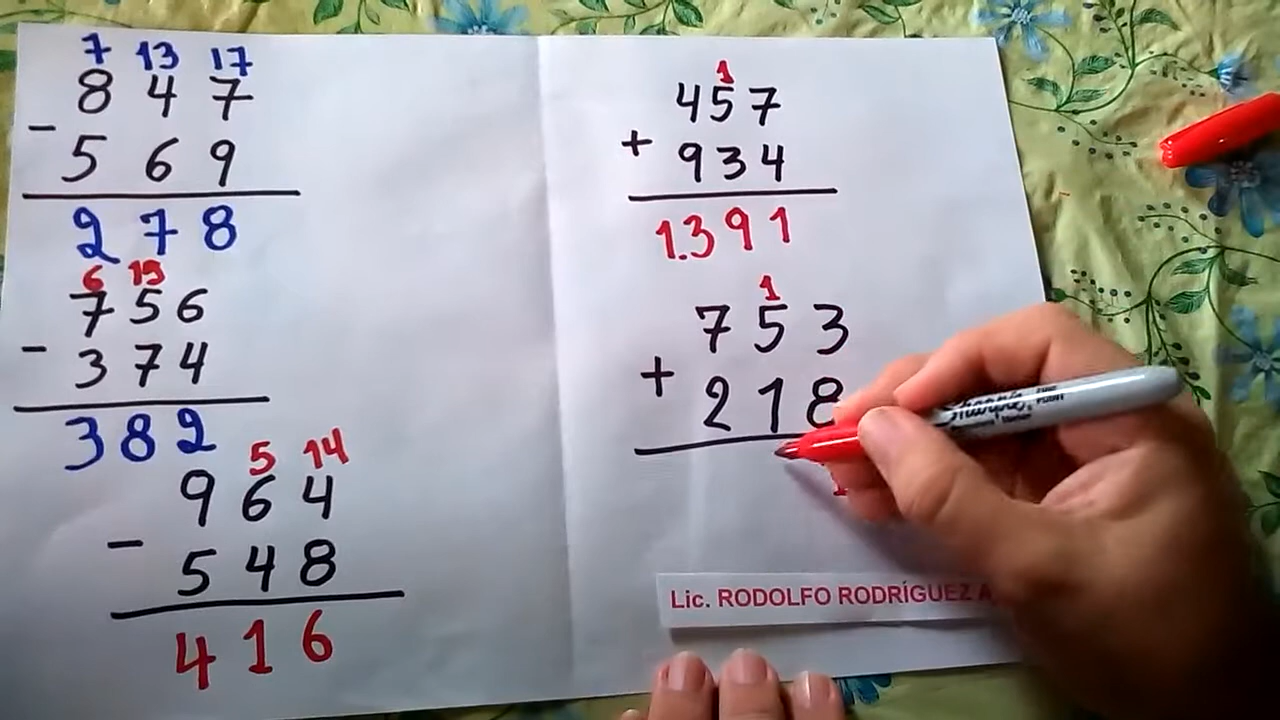 7 13 17
8 4 7
- 5 6 9
2 7 8
6 15
7 5 6
- 3 7 4
3 8 2
5 14
9 6 4
- 5 4 8
4 1 6
1
4 5 7
+ 9 3 4
1.3 9 1
1
7 5 3
+ 2 1 8
1
Lic. RODOLFO RODRÍGUEZ A
Sharpie